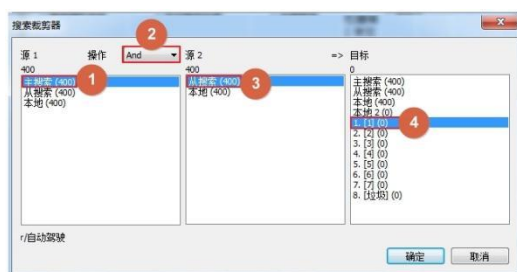 搜索裁剪器
源 1 操作 And 源 2 => 目标
400 400 0
主搜索 (400)
从搜索 (400)
本地 (400)
从搜索 (400)
本地 (400)
主搜索 (400)
从搜索 (400)
本地 (400)
本地 2 (0)
1. [1] (0)
2. [2] (0)
3. [3] (0)
4. [4] (0)
5. [5] (0)
6. [6] (0)
7. [7] (0)
8. [垃圾] (0)
1
2
3
4
r/自动驾驶
确定 取消